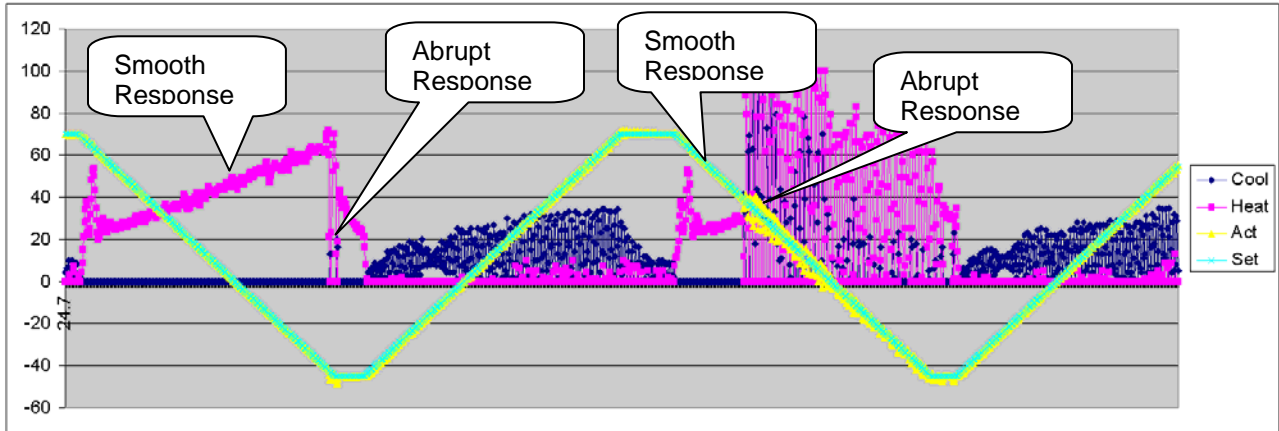 120
100
80
60
40
20
0
-20
-40
-60
24.7
Smooth
Response
Abrupt
Response
Smooth
Response
Abrupt
Response
Cool
Heat
Act
Set